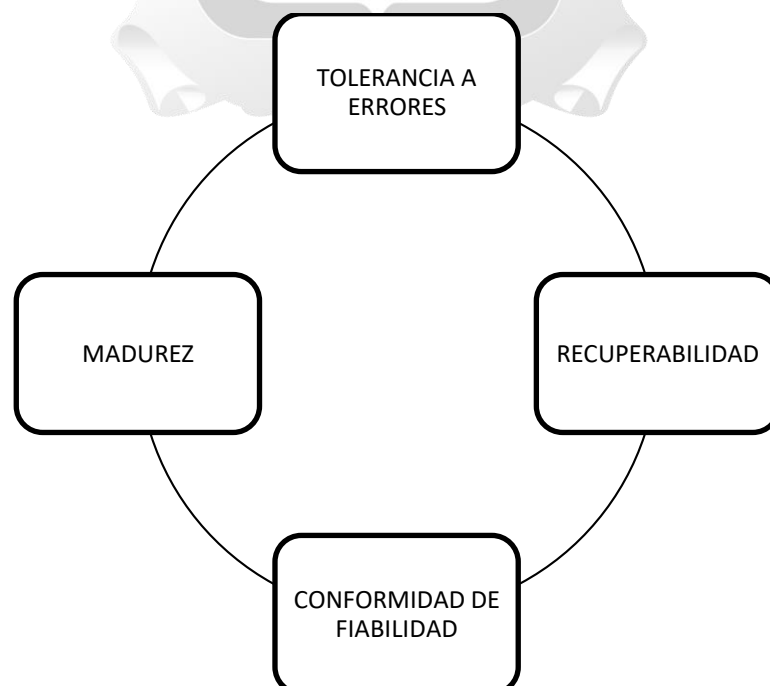 TOLERANCIA A
ERRORES
MADUREZ
RECUPERABILIDAD
CONFORMIDAD DE
FIABILIDAD